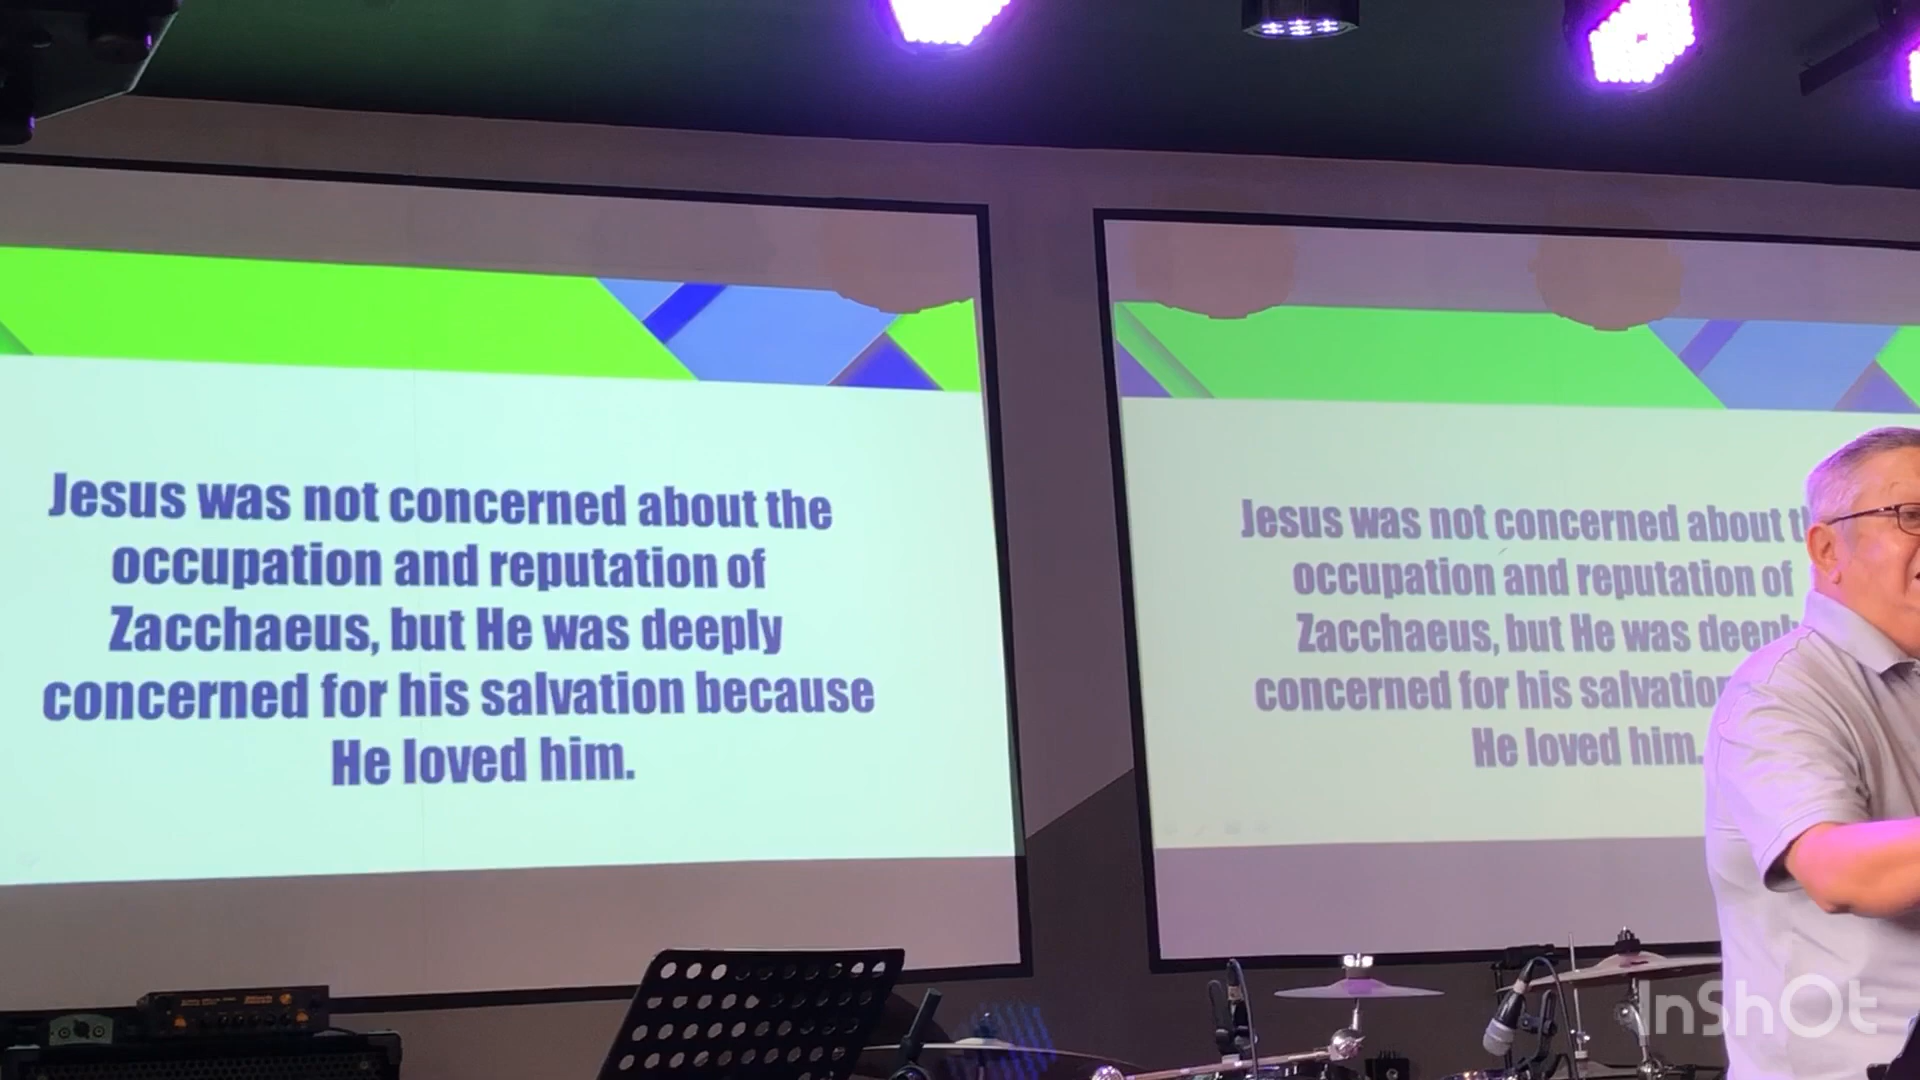 Jesus was not concerned about the
occupation and reputation of
Zacchaeus, but He was deeply
concerned for his salvation because
He loved him.
Jesus was not concerned about
occupation and reputation of
Zacchaeus, but He was
concerned for his
He loved him.
InShOt